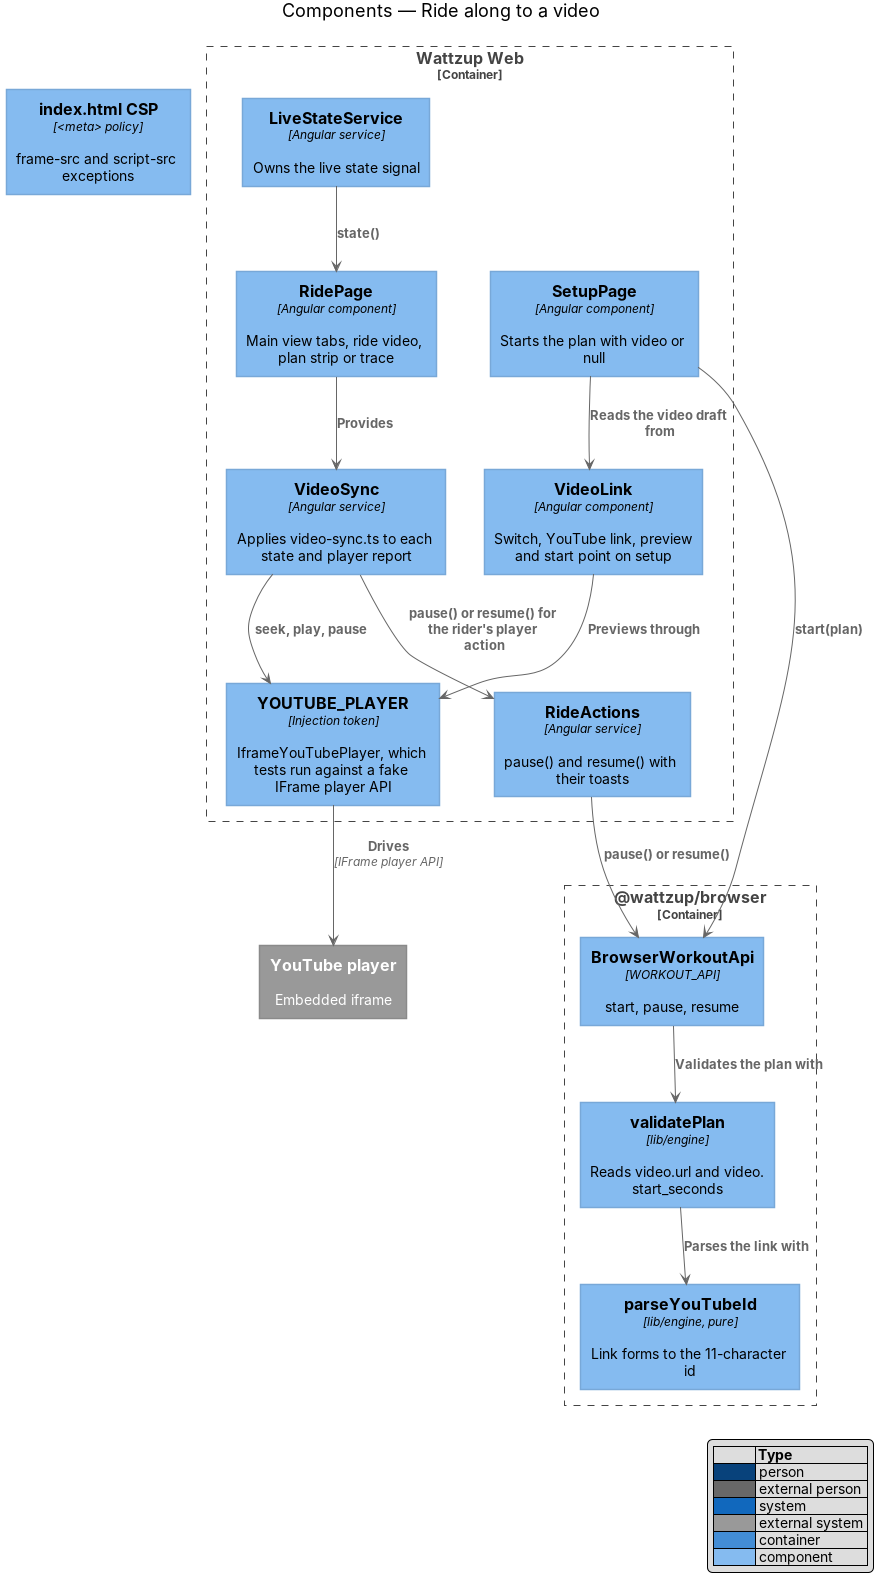 Components — Ride along to a video
Wattzup Web
[Container]
index.html CSP
[<meta> policy]
frame-src and script-src
exceptions
LiveStateService
[Angular service]
Owns the live state signal
state()
RidePage
[Angular component]
Main view tabs, ride video,
plan strip or trace
SetupPage
[Angular component]
Starts the plan with video or
null
Provides
Reads the video draft
from
VideoSync
[Angular service]
Applies video-sync.ts to each
state and player report
VideoLink
[Angular component]
Switch, YouTube link, preview
and start point on setup
seek, play, pause
pause() or resume() for
the rider's player
action
Previews through
start(plan)
YOUTUBE_PLAYER
[Injection token]
IframeYouTubePlayer, which
tests run against a fake
IFrame player API
RideActions
[Angular service]
pause() and resume() with
their toasts
Drives
[IFrame player API]
pause() or resume()
@wattzup/browser
[Container]
YouTube player
Embedded iframe
BrowserWorkoutApi
[WORKOUT_API]
start, pause, resume
Validates the plan with
validatePlan
[lib/engine]
Reads video.url and video.
start_seconds
Parses the link with
parseYouTubeId
[lib/engine, pure]
Link forms to the 11-character
id
Type
person
external person
system
external system
container
component